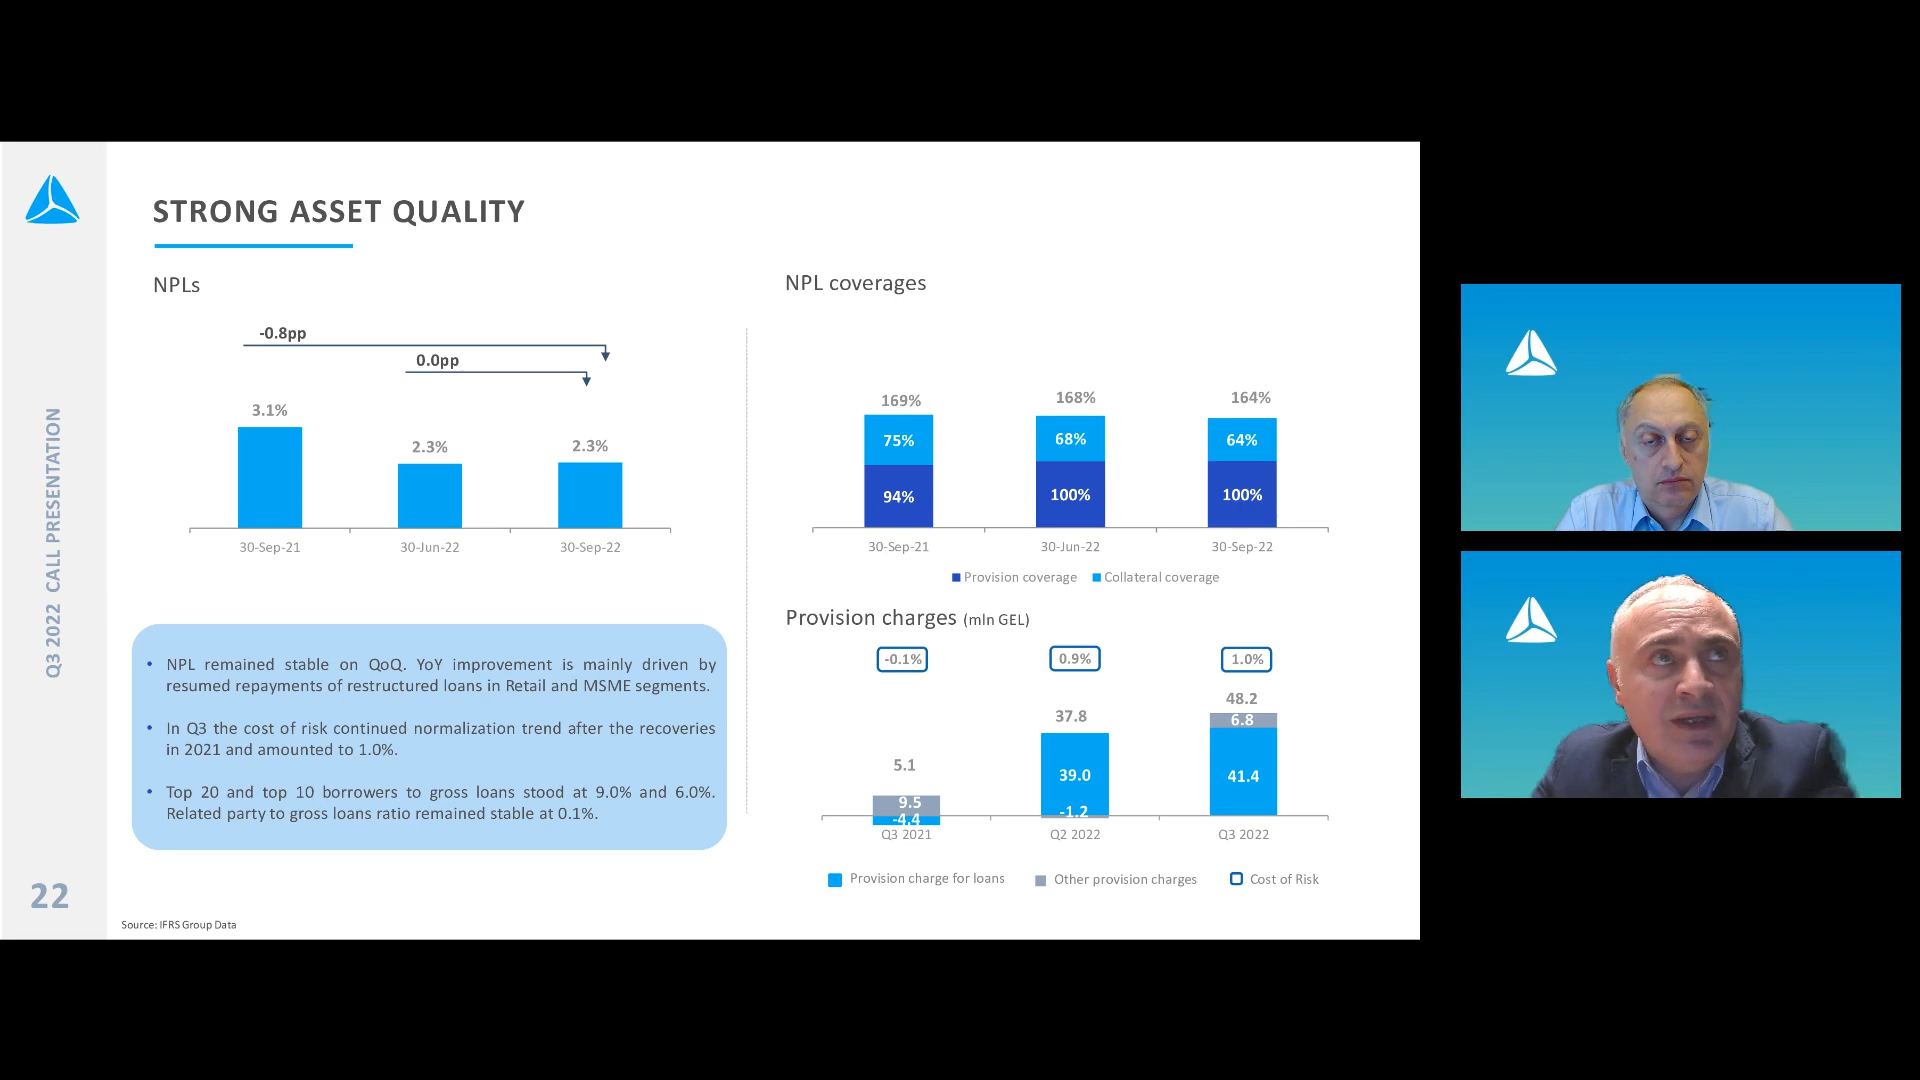 STRONG ASSET QUALITY
NPLs
-0.8pp
0.0pp
3.1%
2.3%
2.3%
30-Sep-21
30-Jun-22
30-Sep-22
NPL coverages
169%
168%
164%
75%
68%
64%
94%
100%
100%
30-Sep-21
30-Jun-22
30-Sep-22
Provision coverage
Collateral coverage
Provision charges (mln GEL)
-0.1%
0.9%
1.0%
5.1
37.8
48.2
9.5
-4.4
39.0
-1.2
6.8
41.4
Q3 2021
Q2 2022
Q3 2022
Provision charge for loans
Other provision charges
Cost of Risk
• NPL remained stable on QoQ. YoY improvement is mainly driven by
resumed repayments of restructured loans in Retail and MSME segments.
• In Q3 the cost of risk continued normalization trend after the recoveries
in 2021 and amounted to 1.0%.
• Top 20 and top 10 borrowers to gross loans stood at 9.0% and 6.0%.
Related party to gross loans ratio remained stable at 0.1%.
Q3 2022 CALL PRESENTATION
22
Source: IFRS Group Data